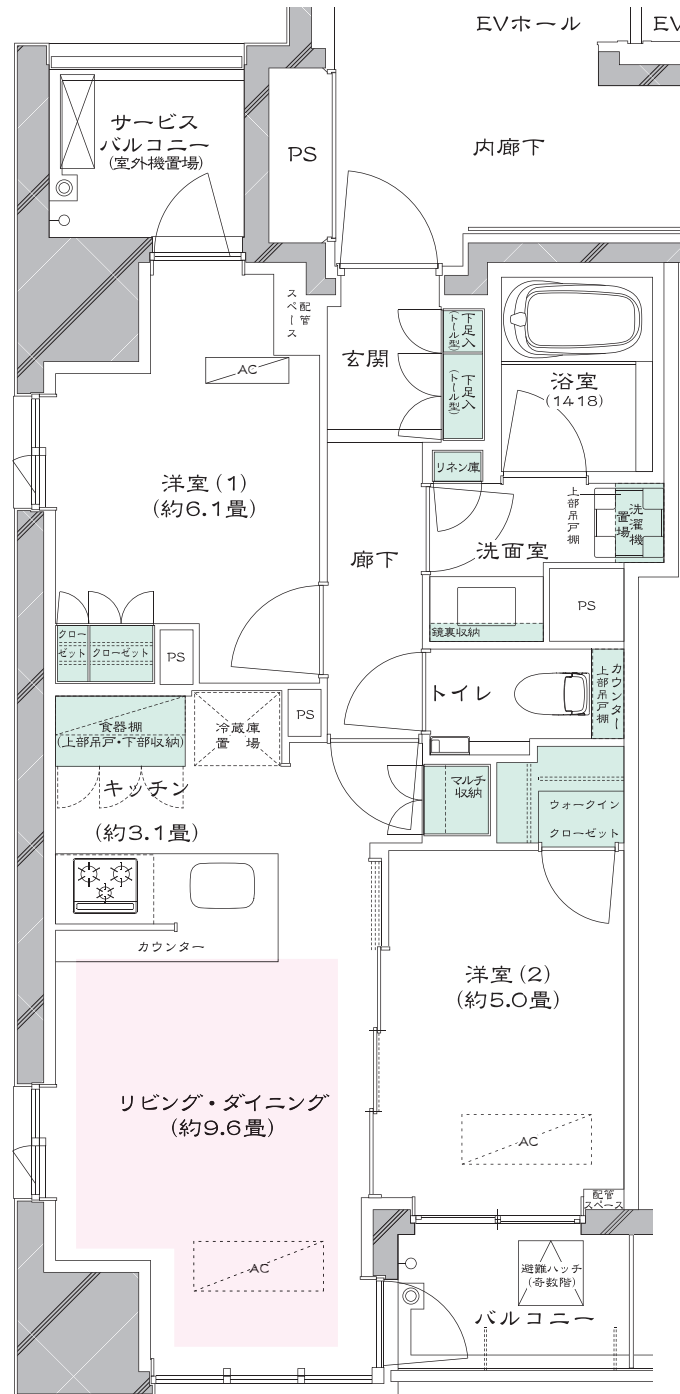 EVホール
EV
サービス
バルコニー
(室外機置場)
PS
内廊下
配管
スペース
下足入
(トール型)
下足入
(トール型)
玄関
AC
浴室
(1418)
リネン庫
洋室(1)
(約6.1畳)
上部吊戸棚
洗濯機
置場
洗面室
廊下
PS
クロー
ゼット
クローゼット
鏡裏収納
PS
トイレ
カウンター
上部吊戸棚
PS
食器棚
(上部吊戸・下部収納)
冷蔵庫
置場
キッチン
(約3.1畳)
マルチ
収納
ウォークイン
クローゼット
カウンター
洋室(2)
(約5.0畳)
リビング・ダイニング
(約9.6畳)
AC
配管
スペース
AC
避難ハッチ
(奇数階)
バルコニー